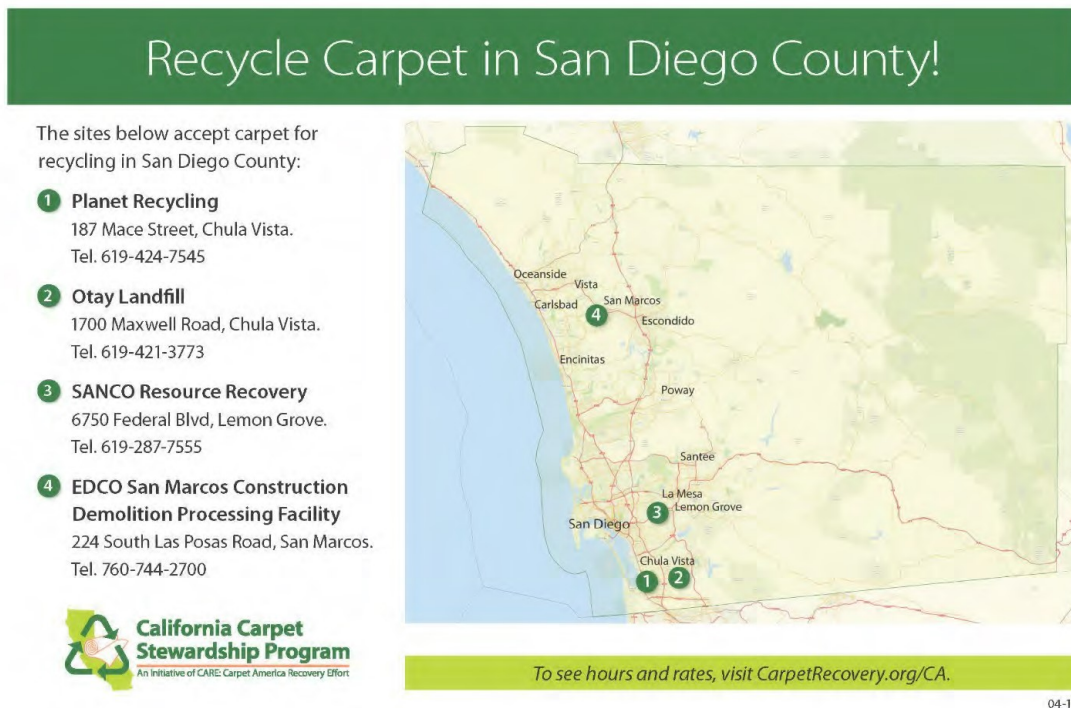 Recycle Carpet in San Diego County!
The sites below accept carpet for
recycling in San Diego County:
1 Planet Recycling
187 Mace Street, Chula Vista.
Tel. 619-424-7545
2 Otay Landfill
1700 Maxwell Road, Chula Vista.
Tel. 619-421-3773
3 SANCO Resource Recovery
6750 Federal Blvd, Lemon Grove.
Tel. 619-287-7555
4 EDCO San Marcos Construction
Demolition Processing Facility
224 South Las Posas Road, San Marcos.
Tel. 760-744-2700
California Carpet
Stewardship Program
An Initiative of CARE: Carpet America Recovery Effort
Oceanside
Vista
Carlsbad
San Marcos
4
Escondido
Encinitas
Poway
Santee
La Mesa
3
Lemon Grove
San Diego
Chula Vista
1
2
To see hours and rates, visit CarpetRecovery.org/CA.
04-1